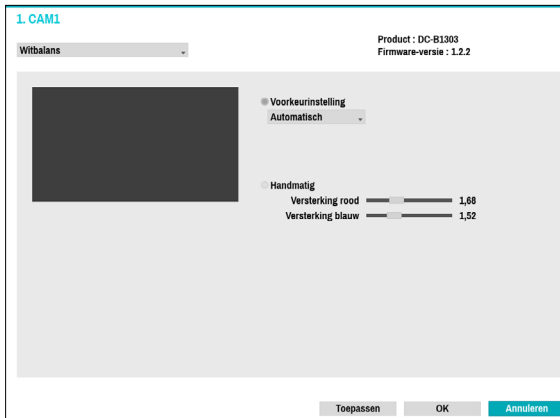 1. CAM1
Witbalans
Product : DC-B1303
Firmware-versie : 1.2.2
Voorkeurinstelling
Automatisch
Handmatig
Versterking rood 1,68
Versterking blauw 1,52
Toepassen OK Annuleren